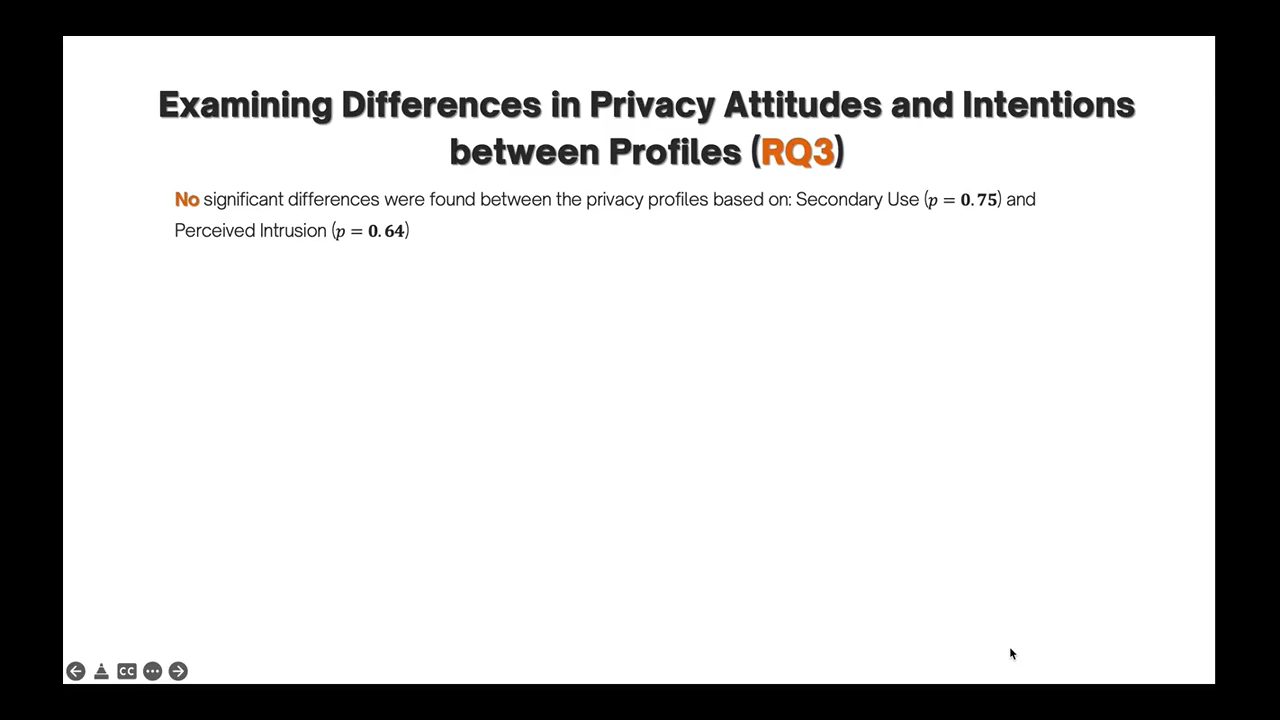 Examining Differences in Privacy Attitudes and Intentions
between Profiles (RQ3)
No significant differences were found between the privacy profiles based on: Secondary Use (p = 0.75) and
Perceived Intrusion (p = 0.64)
CC